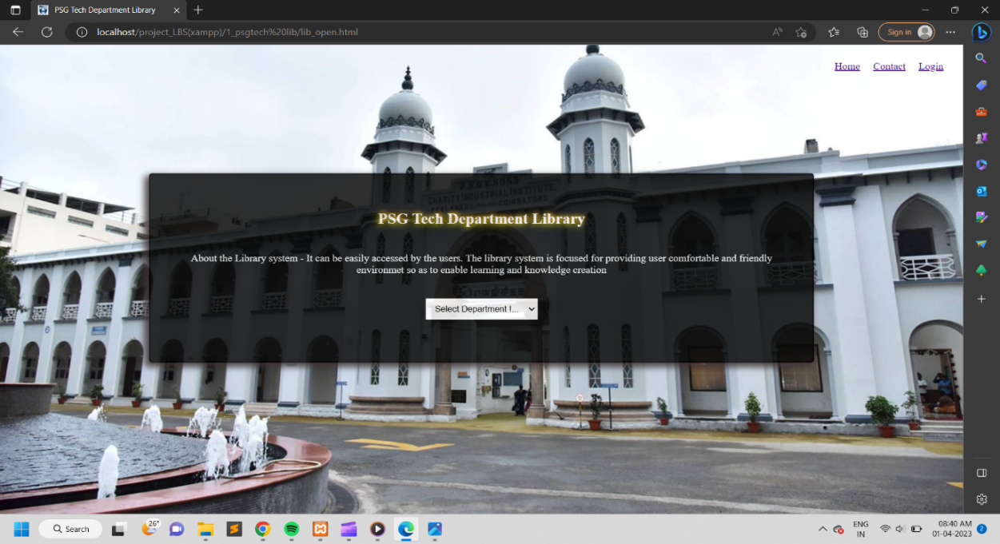 PSG Tech Department Library
localhost/project_LBS(xampp)/1_psgtech%20lib/lib_open.html
Sign in
Home Contact Login
CHARITY INDUSTRIAL INSTITUTE
PSG Tech Department Library
About the Library system - It can be easily accessed by the users. The library system is focused for providing user comfortable and friendly
environmet so as to enable learning and knowledge creation
Select Department !...
26°
Search
ENG
IN
08:40 AM
01-04-2023
2